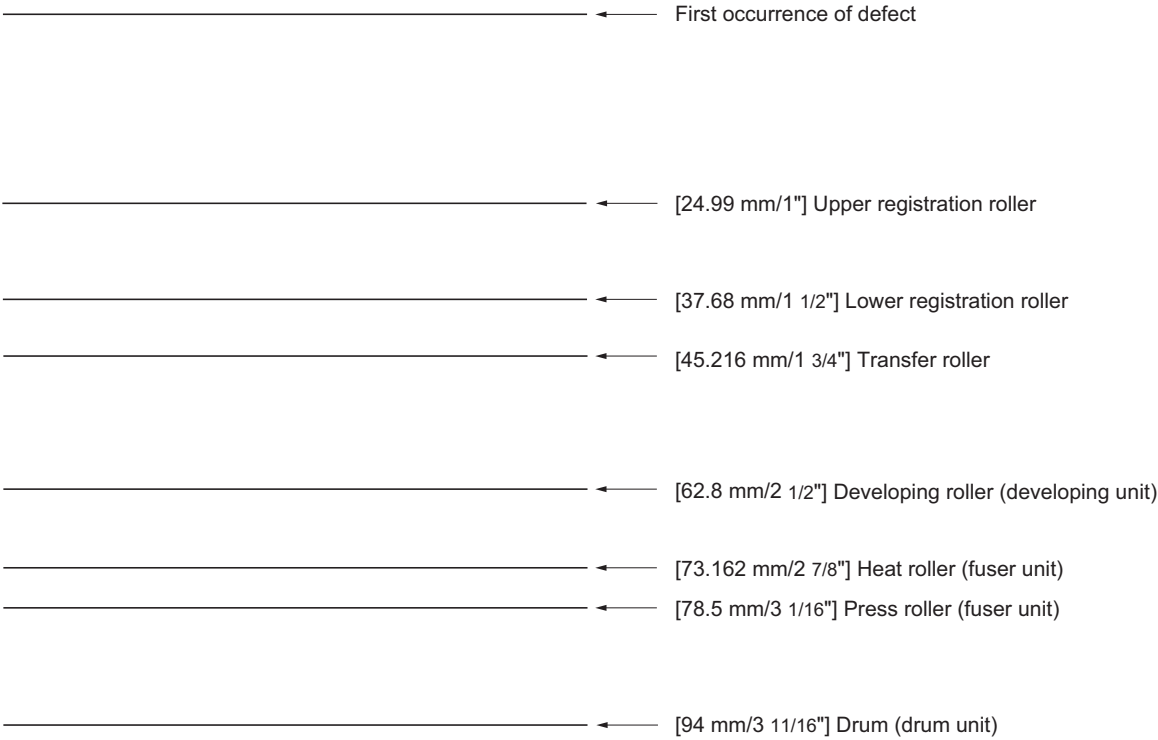 First occurrence of defect
[24.99 mm/1"] Upper registration roller
[37.68 mm/1 1/2"] Lower registration roller
[45.216 mm/1 3/4"] Transfer roller
[62.8 mm/2 1/2"] Developing roller (developing unit)
[73.162 mm/2 7/8"] Heat roller (fuser unit)
[78.5 mm/3 1/16"] Press roller (fuser unit)
[94 mm/3 11/16"] Drum (drum unit)